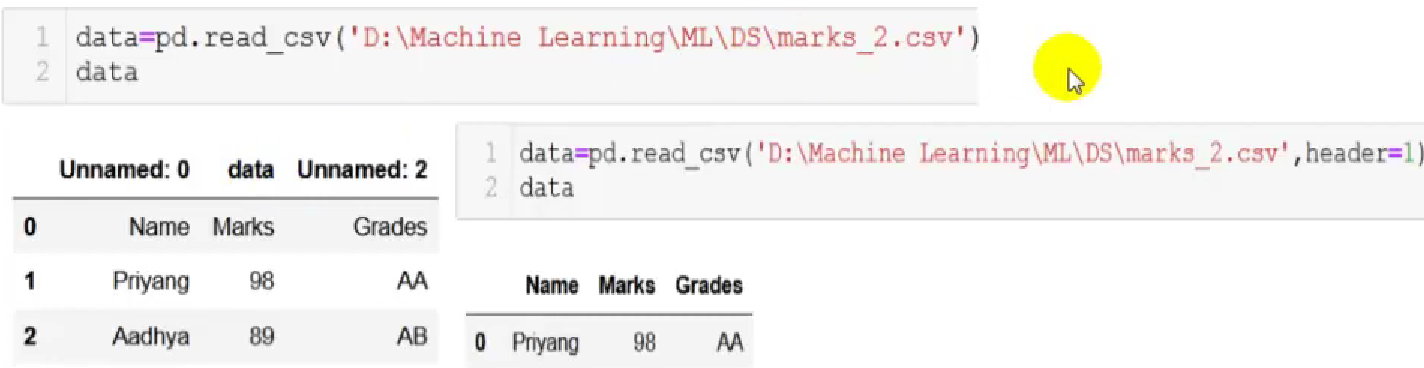 1 data=pd.read_csv('D:\Machine Learning\ML\DS\marks_2.csv')
2 data
Unnamed: 0 data Unnamed: 2
0 Name Marks Grades
1 Priyang 98 AA
2 Aadhya 89 AB
1 data=pd.read_csv('D:\Machine Learning\ML\DS\marks_2.csv',header=1)
2 data
Name Marks Grades
0 Priyang 98 AA